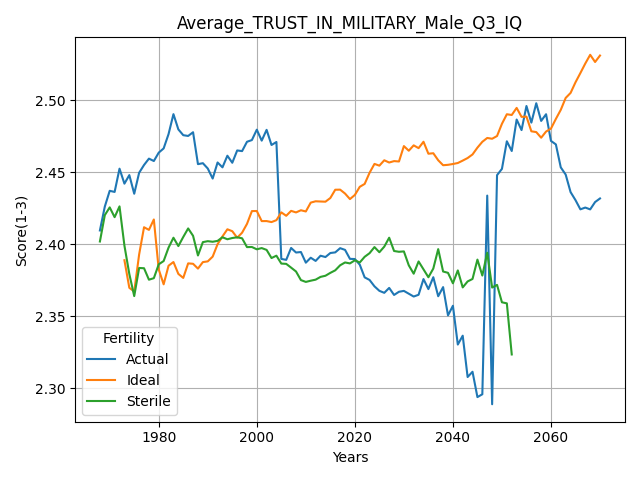 Average_TRUST_IN_MILITARY_Male_Q3_IQ
Score(1-3)
2.50
2.45
2.40
2.35
2.30
Fertility
Actual
Ideal
Sterile
1980 2000 2020 2040 2060
Years